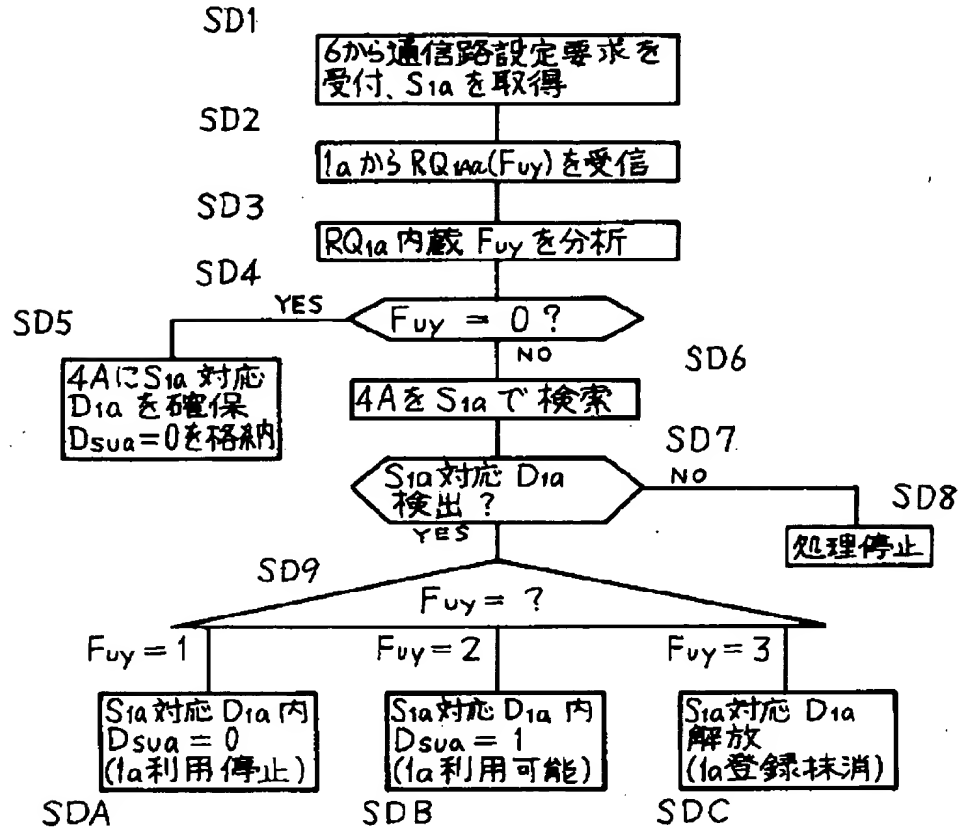 SD1
6から通信路設定要求を
受付、S1aを取得
SD2
1aからRQ1Aa(Fuy)を受信
SD3
RQ1a内蔵 Fuyを分析
SD4
Fuy = 0 ?
YES
NO
SD5
4AにS1a対応
D1aを確保
Dsua=0を格納
SD6
4AをS1aで検索
SD7
S1a対応 D1a
検出 ?
NO
YES
SD8
処理停止
SD9
Fuy = ?
Fuy = 1
Fuy = 2
Fuy = 3
S1a対応 D1a内
Dsua = 0
(1a利用停止)
S1a対応 D1a内
Dsua = 1
(1a利用可能)
S1a対応 D1a
解放
(1a登録抹消)
SDA
SDB
SDC